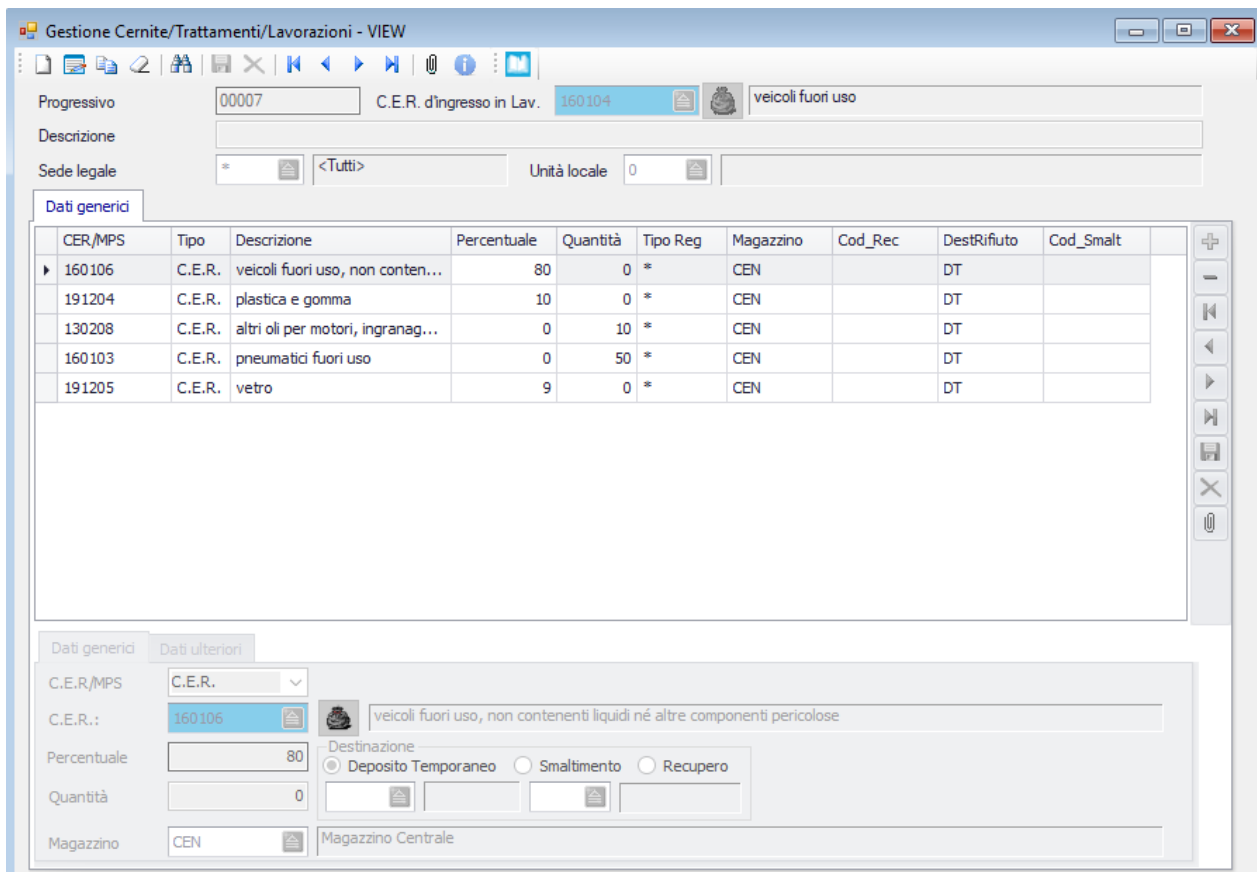 Gestione Cernite/Trattamenti/Lavorazioni - VIEW
Progressivo 00007 C.E.R. d'ingresso in Lav. 160104 veicoli fuori uso
Descrizione
Sede legale * <Tutti> Unità locale 0
Dati generici
CER/MPS Tipo Descrizione Percentuale Quantità Tipo Reg Magazzino Cod_Rec DestRifiuto Cod_Smalt
160106 C.E.R. veicoli fuori uso, non conten... 80 0 * CEN DT
191204 C.E.R. plastica e gomma 10 0 * CEN DT
130208 C.E.R. altri oli per motori, ingranag... 0 10 * CEN DT
160103 C.E.R. pneumatici fuori uso 0 50 * CEN DT
191205 C.E.R. vetro 9 0 * CEN DT
Dati generici Dati ulteriori
C.E.R/MPS C.E.R.
C.E.R.: 160106 veicoli fuori uso, non contenenti liquidi né altre componenti pericolose
Percentuale 80 Destinazione
Deposito Temporaneo Smaltimento Recupero
Quantità 0
Magazzino CEN Magazzino Centrale